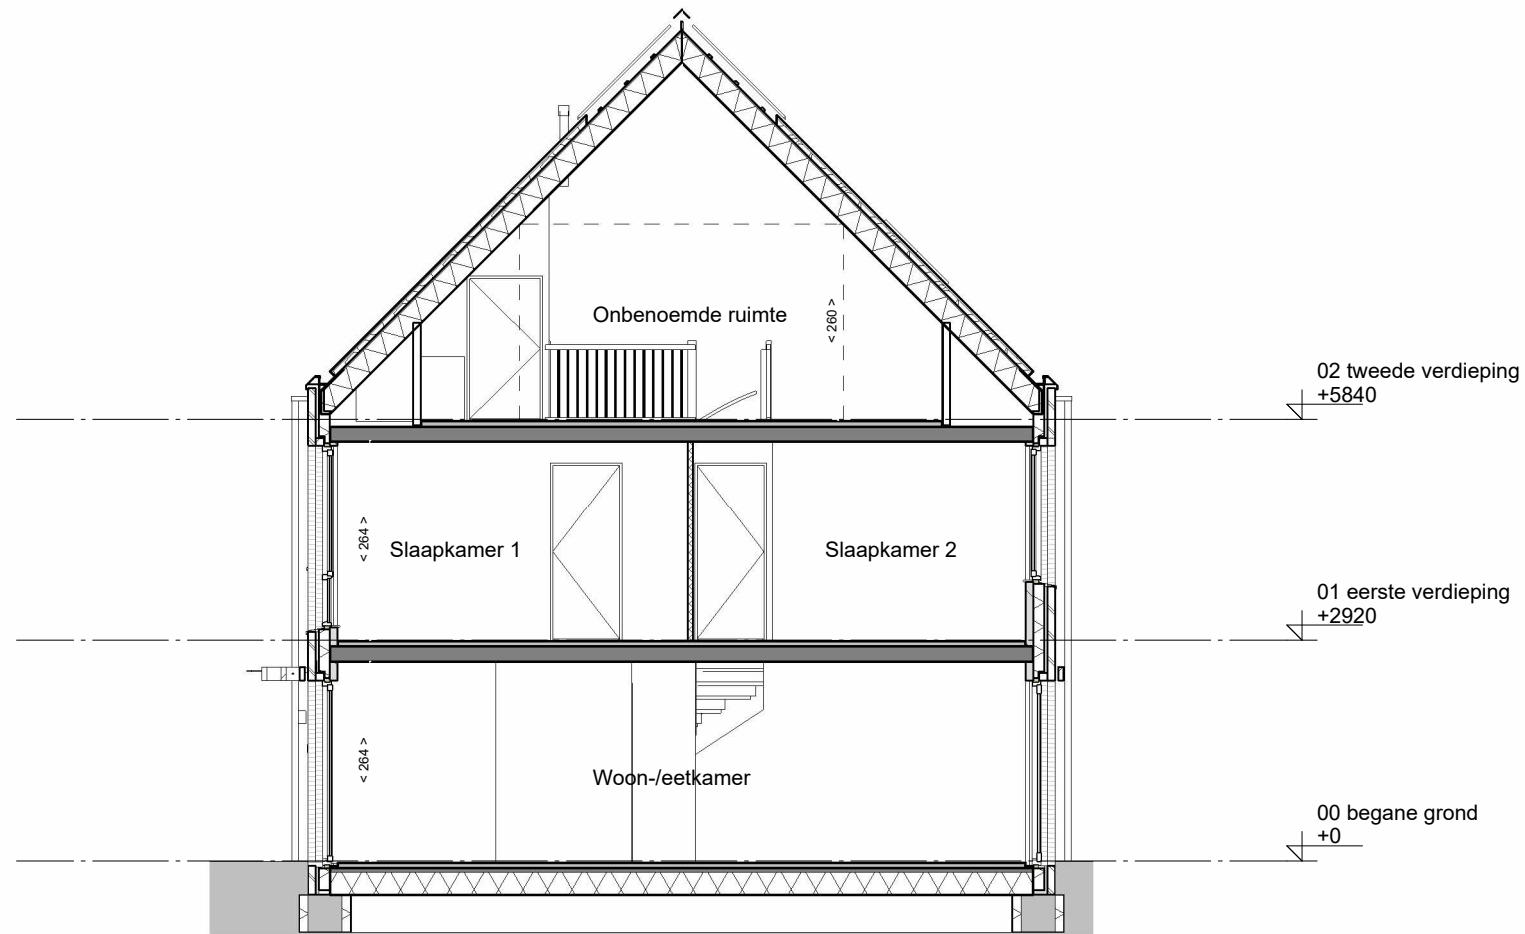 Onbenoemde ruimte
< 260 >
02 tweede verdieping
+5840
< 264 >
Slaapkamer 1
Slaapkamer 2
01 eerste verdieping
+2920
< 264 >
Woon-/eetkamer
00 begane grond
+0